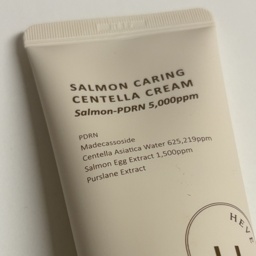 SALMON CARING
CENTELLA CREAM
Salmon-PDRN 5,000ppm
PDRN
Madecassoside
Centella Asiatica Water 625,219ppm
Salmon Egg Extract 1,500ppm
Purslane Extract
HEVE